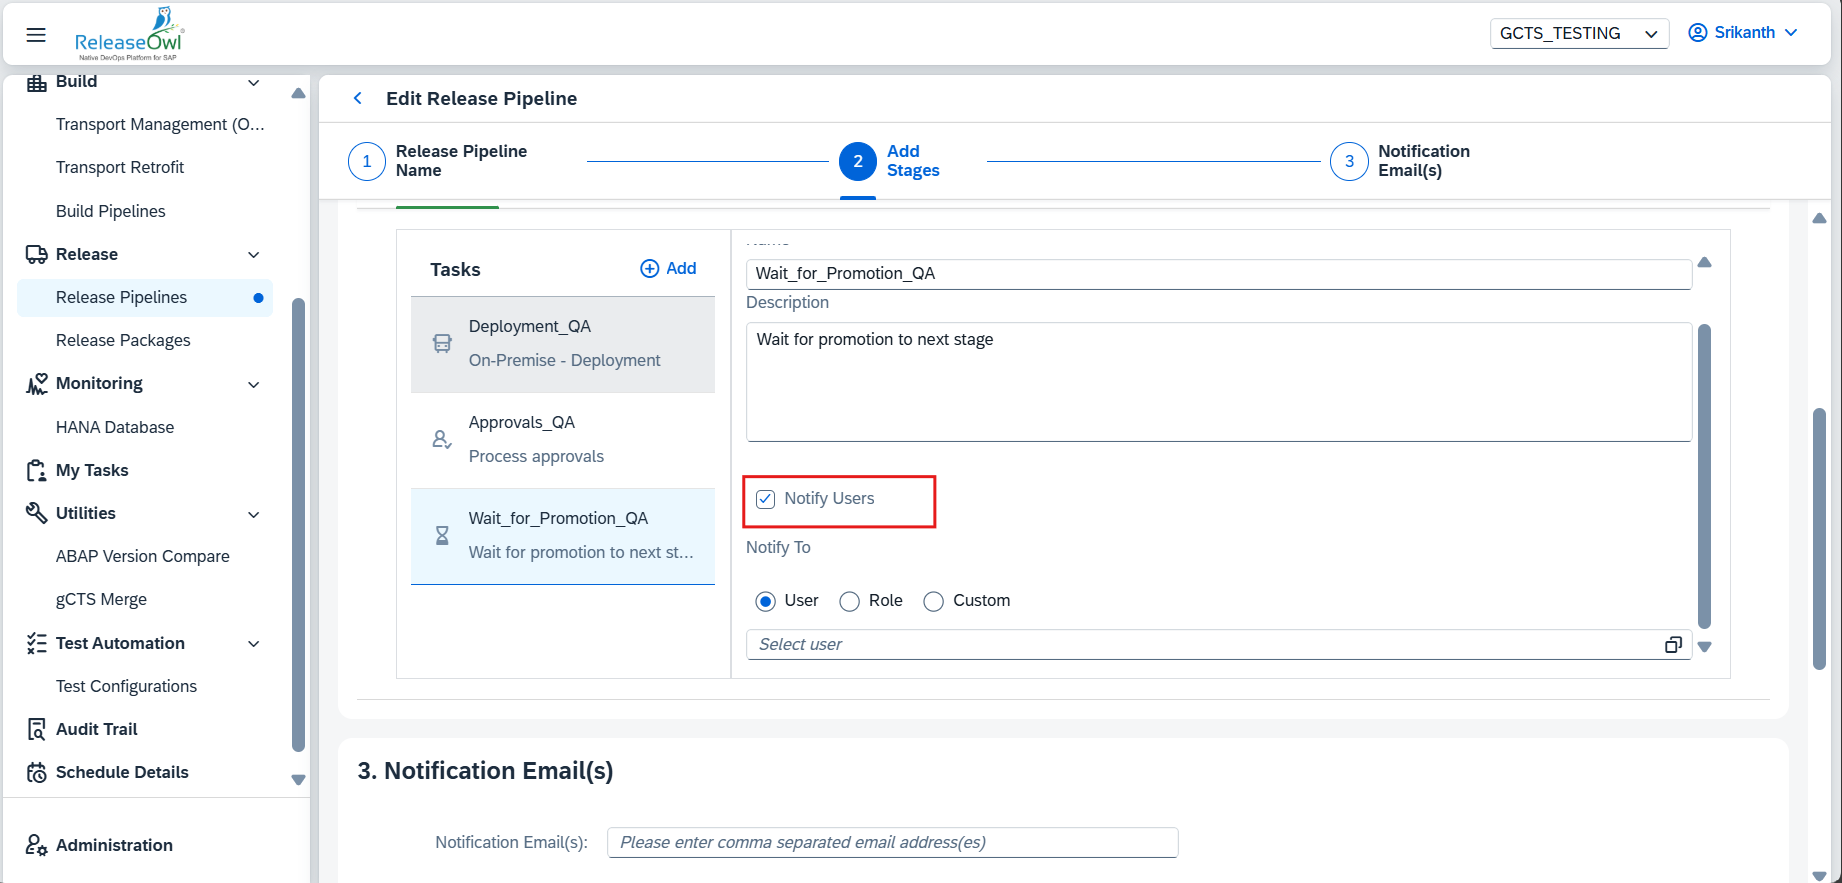 ReleaseOwl
Native DevOps Platform for SAP
GCTS_TESTING
Srikanth
Build
Transport Management (O...
Transport Retrofit
Build Pipelines
Release
Release Pipelines
Release Packages
Monitoring
HANA Database
My Tasks
Utilities
ABAP Version Compare
gCTS Merge
Test Automation
Test Configurations
Audit Trail
Schedule Details
Administration
Edit Release Pipeline
1
Release Pipeline
Name
2
Add
Stages
3
Notification
Email(s)
Tasks
Add
Deployment_QA
On-Premise - Deployment
Approvals_QA
Process approvals
Wait_for_Promotion_QA
Wait for promotion to next st...
Wait_for_Promotion_QA
Description
Wait for promotion to next stage
Notify Users
Notify To
User Role Custom
Select user
3. Notification Email(s)
Notification Email(s): Please enter comma separated email address(es)